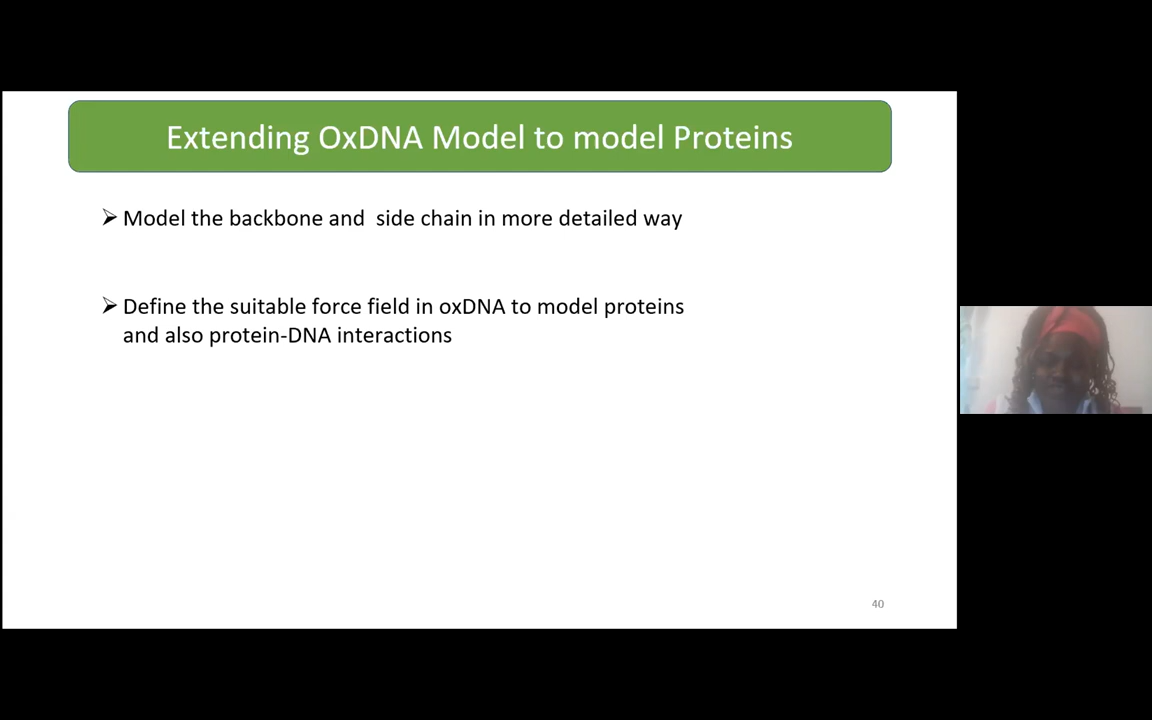 Extending OxDNA Model to model Proteins
➢ Model the backbone and  side chain in more detailed way
➢ Define the suitable force field in oxDNA to model proteins
and also protein-DNA interactions
40